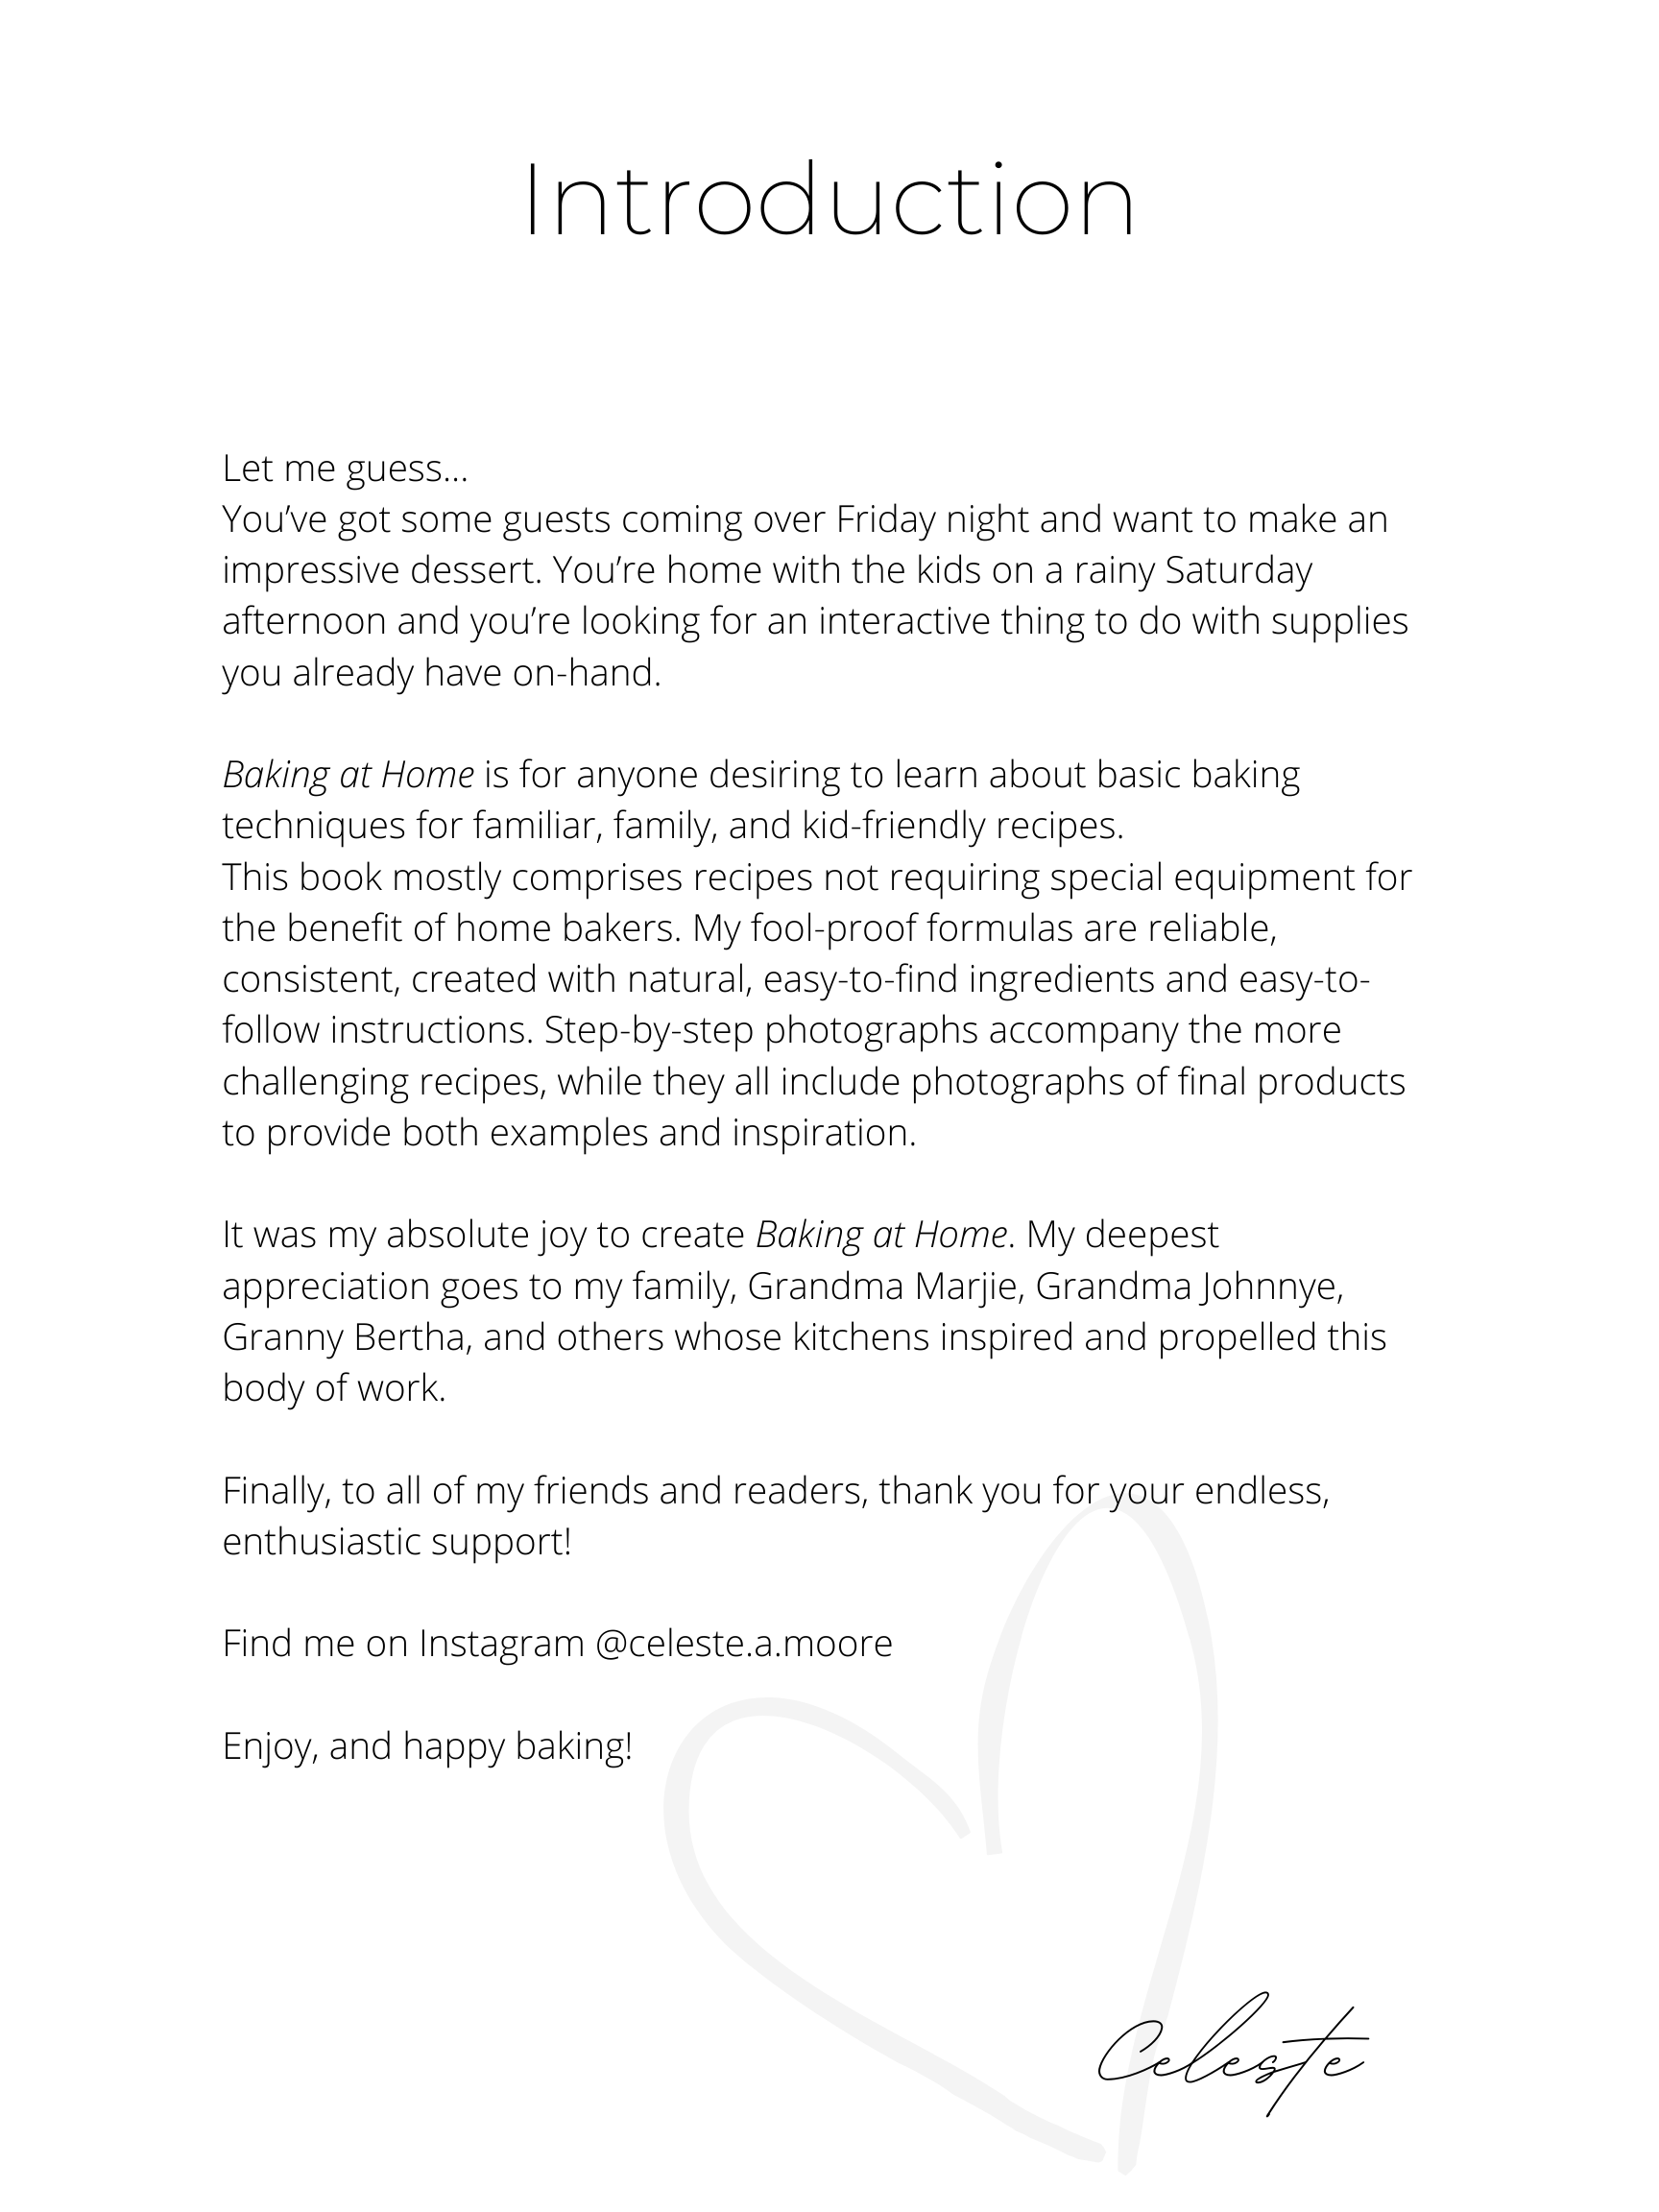 Introduction
Let me guess...
You’ve got some guests coming over Friday night and want to make an
impressive dessert. You’re home with the kids on a rainy Saturday
afternoon and you’re looking for an interactive thing to do with supplies
you already have on-hand.
Baking at Home is for anyone desiring to learn about basic baking
techniques for familiar, family, and kid-friendly recipes.
This book mostly comprises recipes not requiring special equipment for
the benefit of home bakers. My fool-proof formulas are reliable,
consistent, created with natural, easy-to-find ingredients and easy-to-
follow instructions. Step-by-step photographs accompany the more
challenging recipes, while they all include photographs of final products
to provide both examples and inspiration.
It was my absolute joy to create Baking at Home. My deepest
appreciation goes to my family, Grandma Marjie, Grandma Johnnye,
Granny Bertha, and others whose kitchens inspired and propelled this
body of work.
Finally, to all of my friends and readers, thank you for your endless,
enthusiastic support!
Find me on Instagram @celeste.a.moore
Enjoy, and happy baking!
Celeste